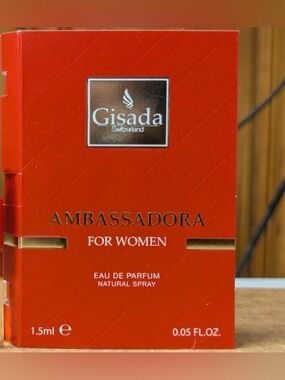 Gisada
Switzerland
AMBASSADORA
FOR WOMEN
EAU DE PARFUM
NATURAL SPRAY
1.5ml ℮
0.05 FL.OZ.